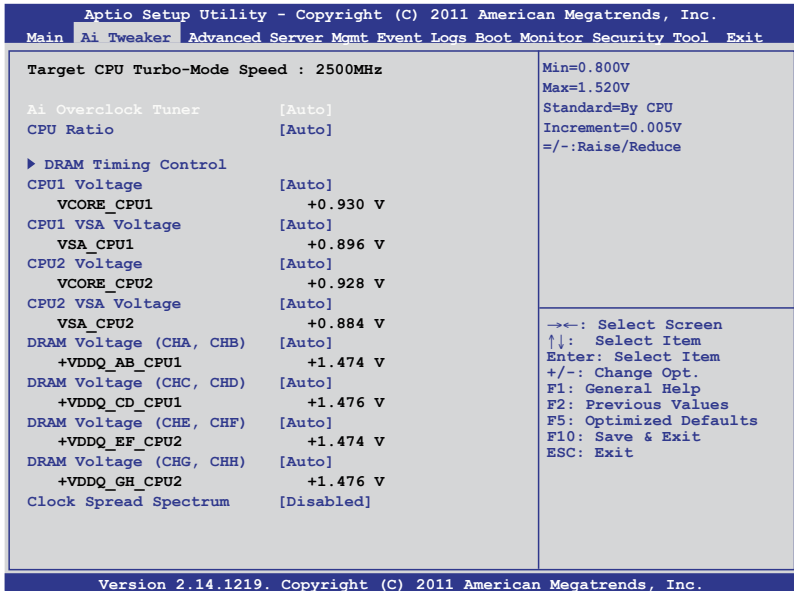 Aptio Setup Utility - Copyright (C) 2011 American Megatrends, Inc.
Main Ai Tweaker Advanced Server Mgmt Event Logs Boot Monitor Security Tool Exit
Target CPU Turbo-Mode Speed : 2500MHz
Ai Overclock Tuner [Auto]
CPU Ratio [Auto]
DRAM Timing Control
CPU1 Voltage [Auto]
VCORE_CPU1 +0.930 V
CPU1 VSA Voltage [Auto]
VSA_CPU1 +0.896 V
CPU2 Voltage [Auto]
VCORE_CPU2 +0.928 V
CPU2 VSA Voltage [Auto]
VSA_CPU2 +0.884 V
DRAM Voltage (CHA, CHB) [Auto]
+VDDQ_AB_CPU1 +1.474 V
DRAM Voltage (CHC, CHD) [Auto]
+VDDQ_CD_CPU1 +1.476 V
DRAM Voltage (CHE, CHF) [Auto]
+VDDQ_EF_CPU2 +1.474 V
DRAM Voltage (CHG, CHH) [Auto]
+VDDQ_GH_CPU2 +1.476 V
Clock Spread Spectrum [Disabled]
Min=0.800V
Max=1.520V
Standard=By CPU
Increment=0.005V
=/-:Raise/Reduce
→←: Select Screen
↑↓: Select Item
Enter: Select Item
+/-: Change Opt.
F1: General Help
F2: Previous Values
F5: Optimized Defaults
F10: Save & Exit
ESC: Exit
Version 2.14.1219. Copyright (C) 2011 American Megatrends, Inc.